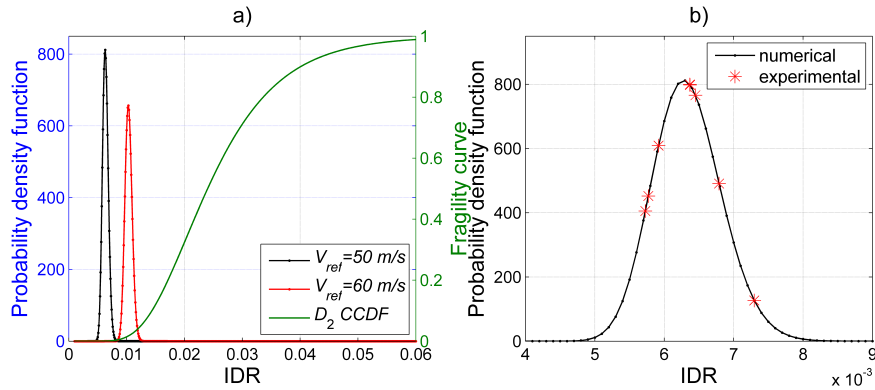 a)
Probability density function
800
600
400
200
0
1
0.8
0.6
0.4
0.2
0
Fragility curve
V_ref=50 m/s
V_ref=60 m/s
D_2 CCDF
0
0.01
0.02
0.03
0.04
0.05
0.06
IDR
b)
Probability density function
800
600
400
200
0
numerical
experimental
4
5
6
7
8
9
IDR
x 10^-3